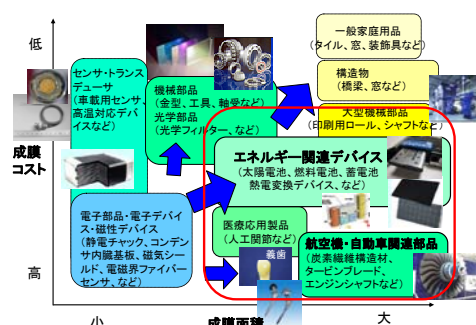 低
一般家庭用品
(タイル、窓、装飾具など)
センサ・トランス
デューサ
(車載用センサ、
高温対応デバ
イスなど)
機械部品
(金型、工具、軸受など)
光学部品
(光学フィルター、など)
構造物
(橋梁、窓など)
大型機械部品
(印刷用ロール、シャフトなど)
成膜
コスト
エネルギー関連デバイス
(太陽電池、燃料電池、蓄電池
熱電変換デバイス、など)
電子部品・電子デバイ
ス・磁性デバイス
(静電チャック、コンデン
サ内臓基板、磁気シー
ルド、電磁界ファイバー
センサ、など)
医療応用製品
(人工関節など)
義歯
航空機・自動車関連部品
(炭素繊維構造材、
タービンブレード、
エンジンシャフトなど)
高
小
成膜面積
大